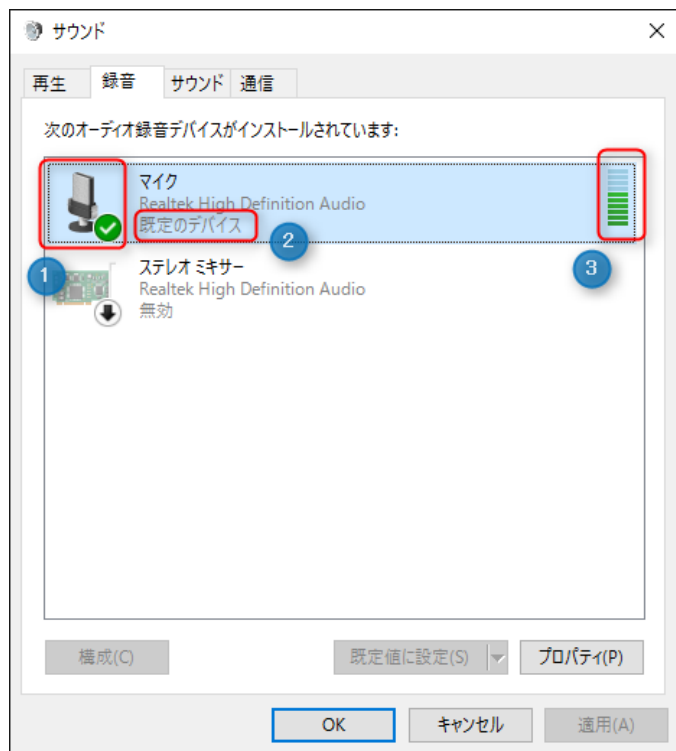 サウンド
再生 録音 サウンド 通信
次のオーディオ録音デバイスがインストールされています:
マイク
Realtek High Definition Audio
既定のデバイス
2
1
3
ステレオ ミキサー
Realtek High Definition Audio
無効
構成(C) 既定値に設定(S) プロパティ(P)
OK キャンセル 適用(A)